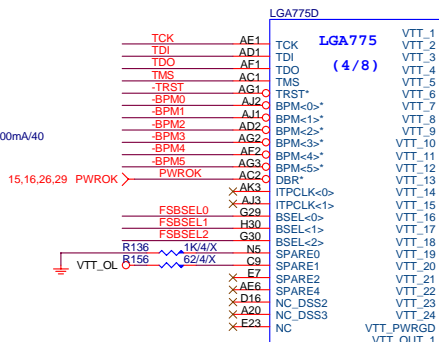 LGA775D
LGA775
(4/8)
TCK AE1 TCK VTT_1
TDI AD1 TDI VTT_2
TDO AF1 TDO VTT_3
TMS AC1 TMS VTT_4
-TRST AG1 TRST* VTT_5
-BPM0 AJ2 BPM<0>* VTT_6
-BPM1 AJ1 BPM<1>* VTT_7
-BPM2 AD2 BPM<2>* VTT_8
-BPM3 AG2 BPM<3>* VTT_9
-BPM4 AF2 BPM<4>* VTT_10
-BPM5 AG3 BPM<5>* VTT_11
15,16,26,29 PWROK PWROK AC2 DBR* VTT_12
AK3 ITPCLK<0> VTT_13
AJ3 ITPCLK<1> VTT_14
FSBSEL0 G29 BSEL<0> VTT_15
FSBSEL1 H30 BSEL<1> VTT_16
FSBSEL2 G30 BSEL<2> VTT_17
R136 1K/4/X N5 SPARE0 VTT_18
VTT_OL R156 62/4/X C9 SPARE1 VTT_19
E7 SPARE2 VTT_20
AE6 SPARE4 VTT_21
D16 NC_DSS2 VTT_22
A20 NC_DSS3 VTT_23
E23 NC VTT_24
VTT_PWRGD
VTT_OUT_1
00mA/40